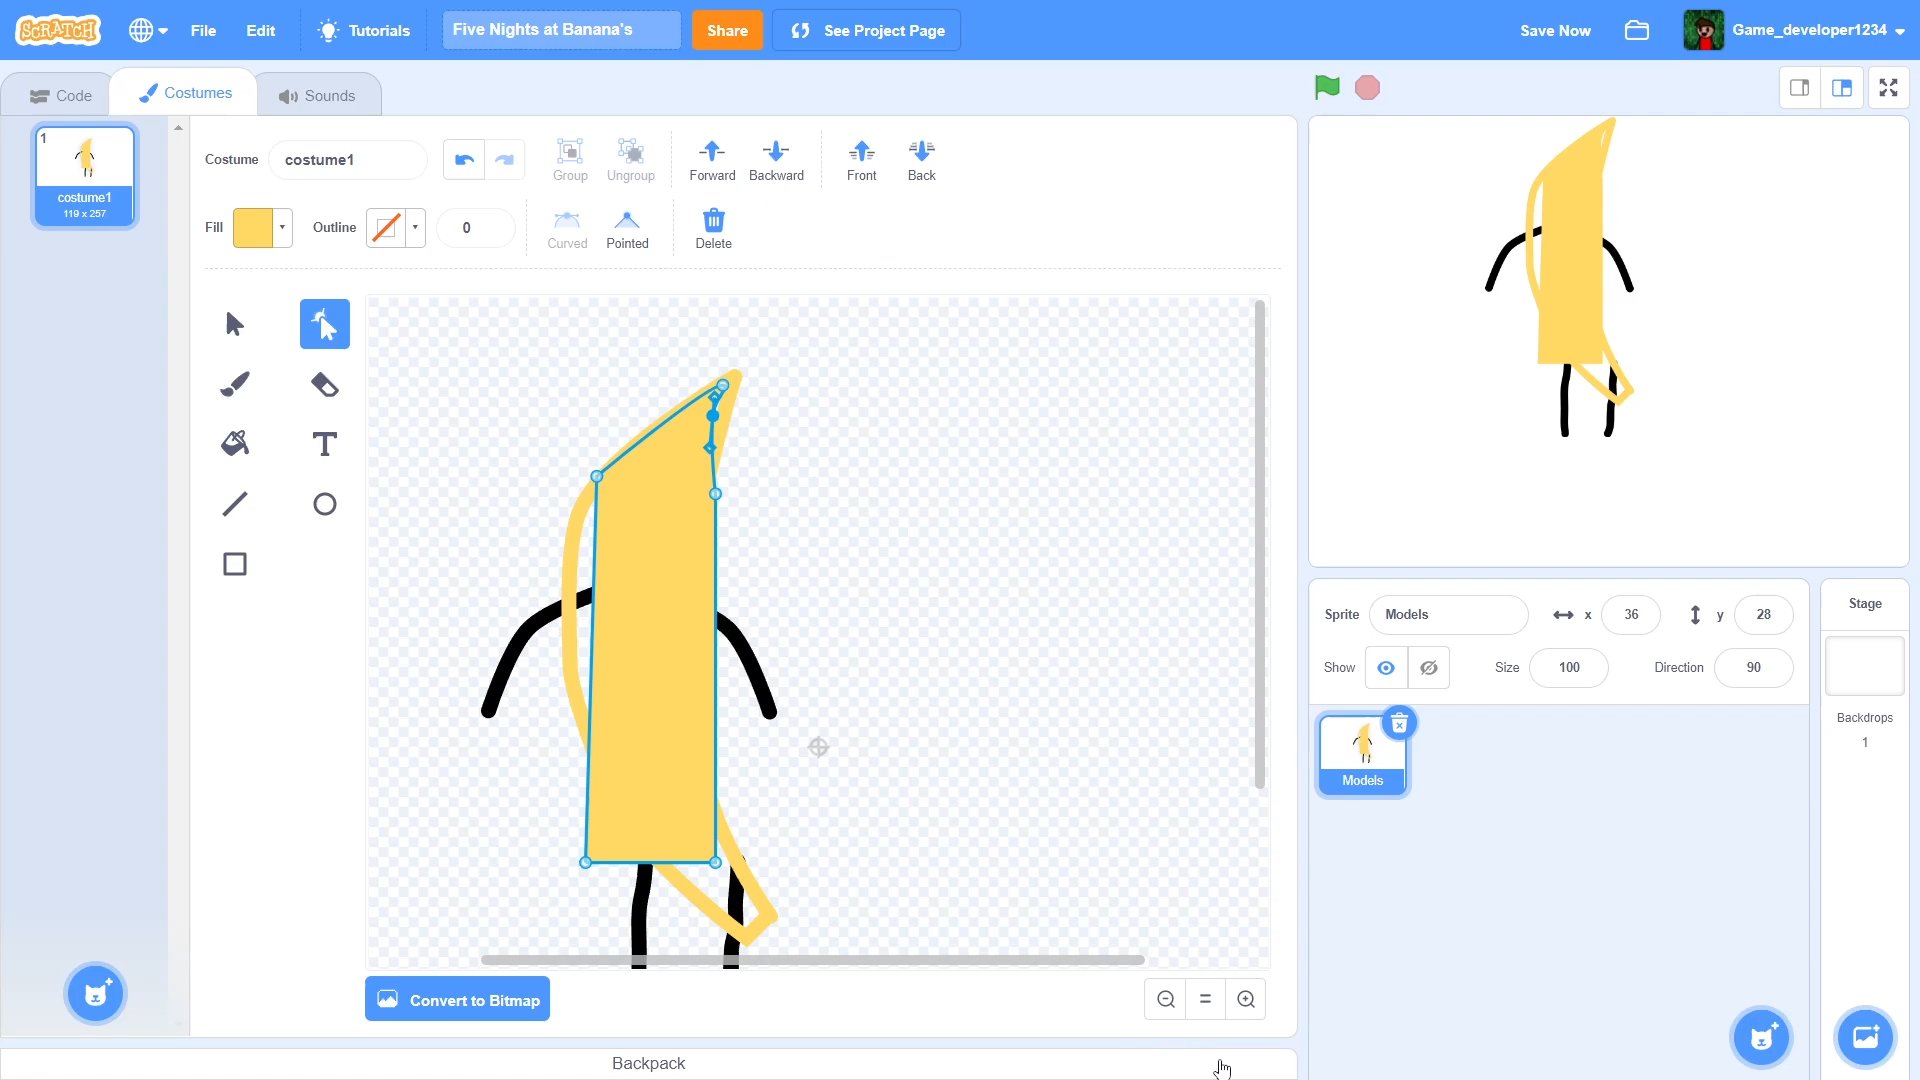 SCRATCH
File
Edit
Tutorials
Five Nights at Banana's
Share
See Project Page
Save Now
Game_developer1234
Code
Costumes
Sounds
1
costume1
119 x 257
Costume
costume1
Group
Ungroup
Forward
Backward
Front
Back
Fill
Outline
0
Curved
Pointed
Delete
T
Convert to Bitmap
=
Backpack
Sprite
Models
x
36
y
28
Show
Size
100
Direction
90
Models
Stage
Backdrops
1